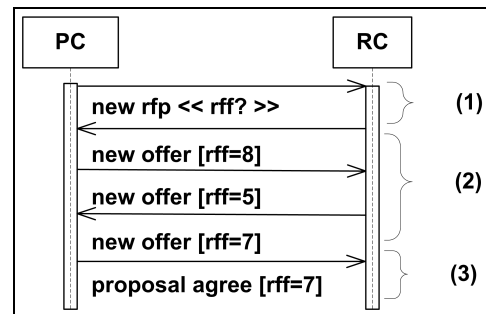 PC
RC
new rfp << rff? >>
(1)
new offer [rff=8]
(2)
new offer [rff=5]
new offer [rff=7]
(3)
proposal agree [rff=7]